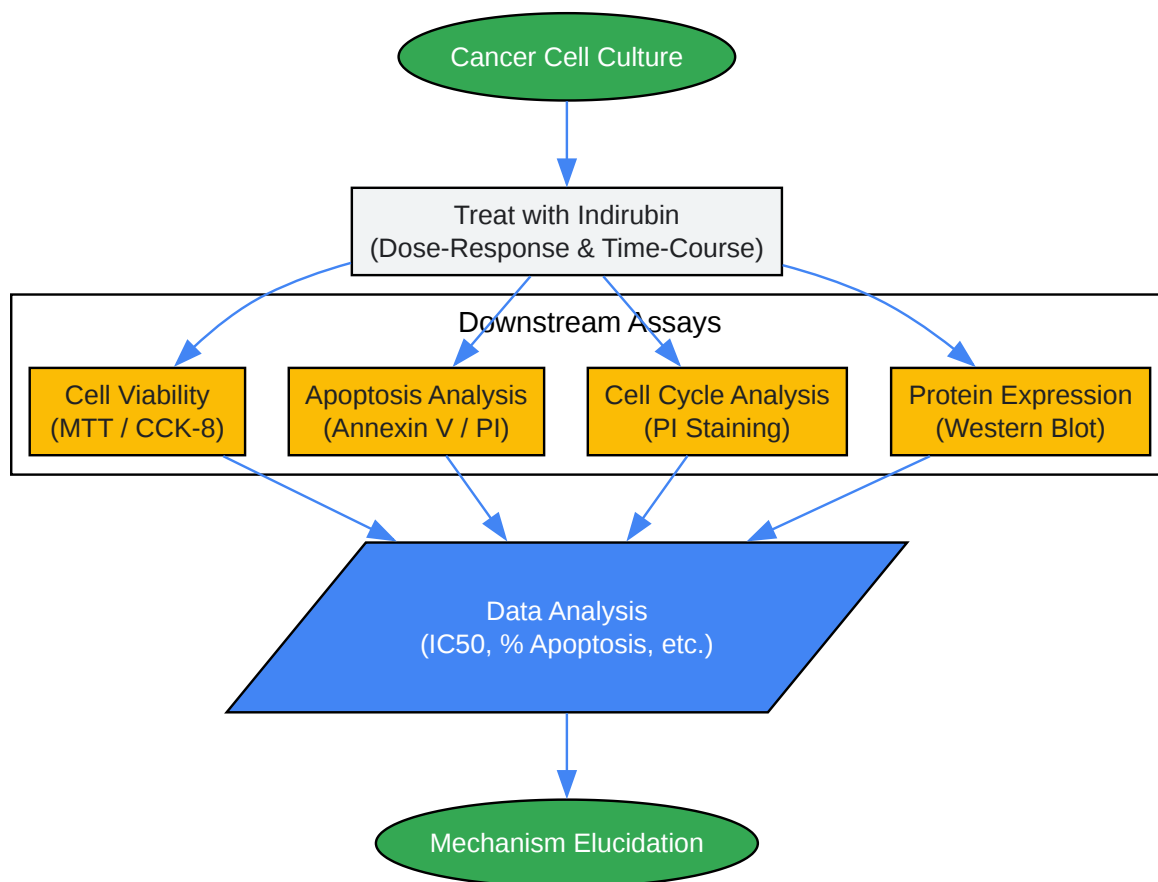 Cancer Cell Culture
Treat with Indirubin
(Dose-Response & Time-Course)
Downstream Assays
Cell Viability
(MTT / CCK-8)
Apoptosis Analysis
(Annexin V / PI)
Cell Cycle Analysis
(PI Staining)
Protein Expression
(Western Blot)
Data Analysis
(IC50, % Apoptosis, etc.)
Mechanism Elucidation